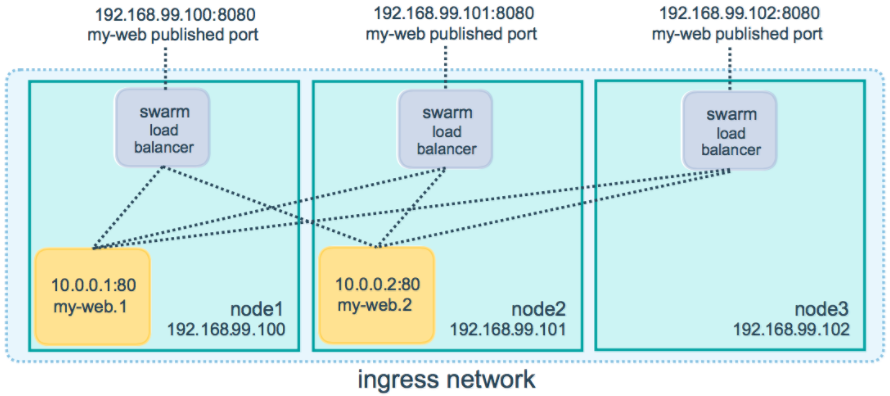 192.168.99.100:8080
my-web published port
192.168.99.101:8080
my-web published port
192.168.99.102:8080
my-web published port
swarm
load
balancer
swarm
load
balancer
swarm
load
balancer
10.0.0.1:80
my-web.1
node1
192.168.99.100
10.0.0.2:80
my-web.2
node2
192.168.99.101
node3
192.168.99.102
ingress network